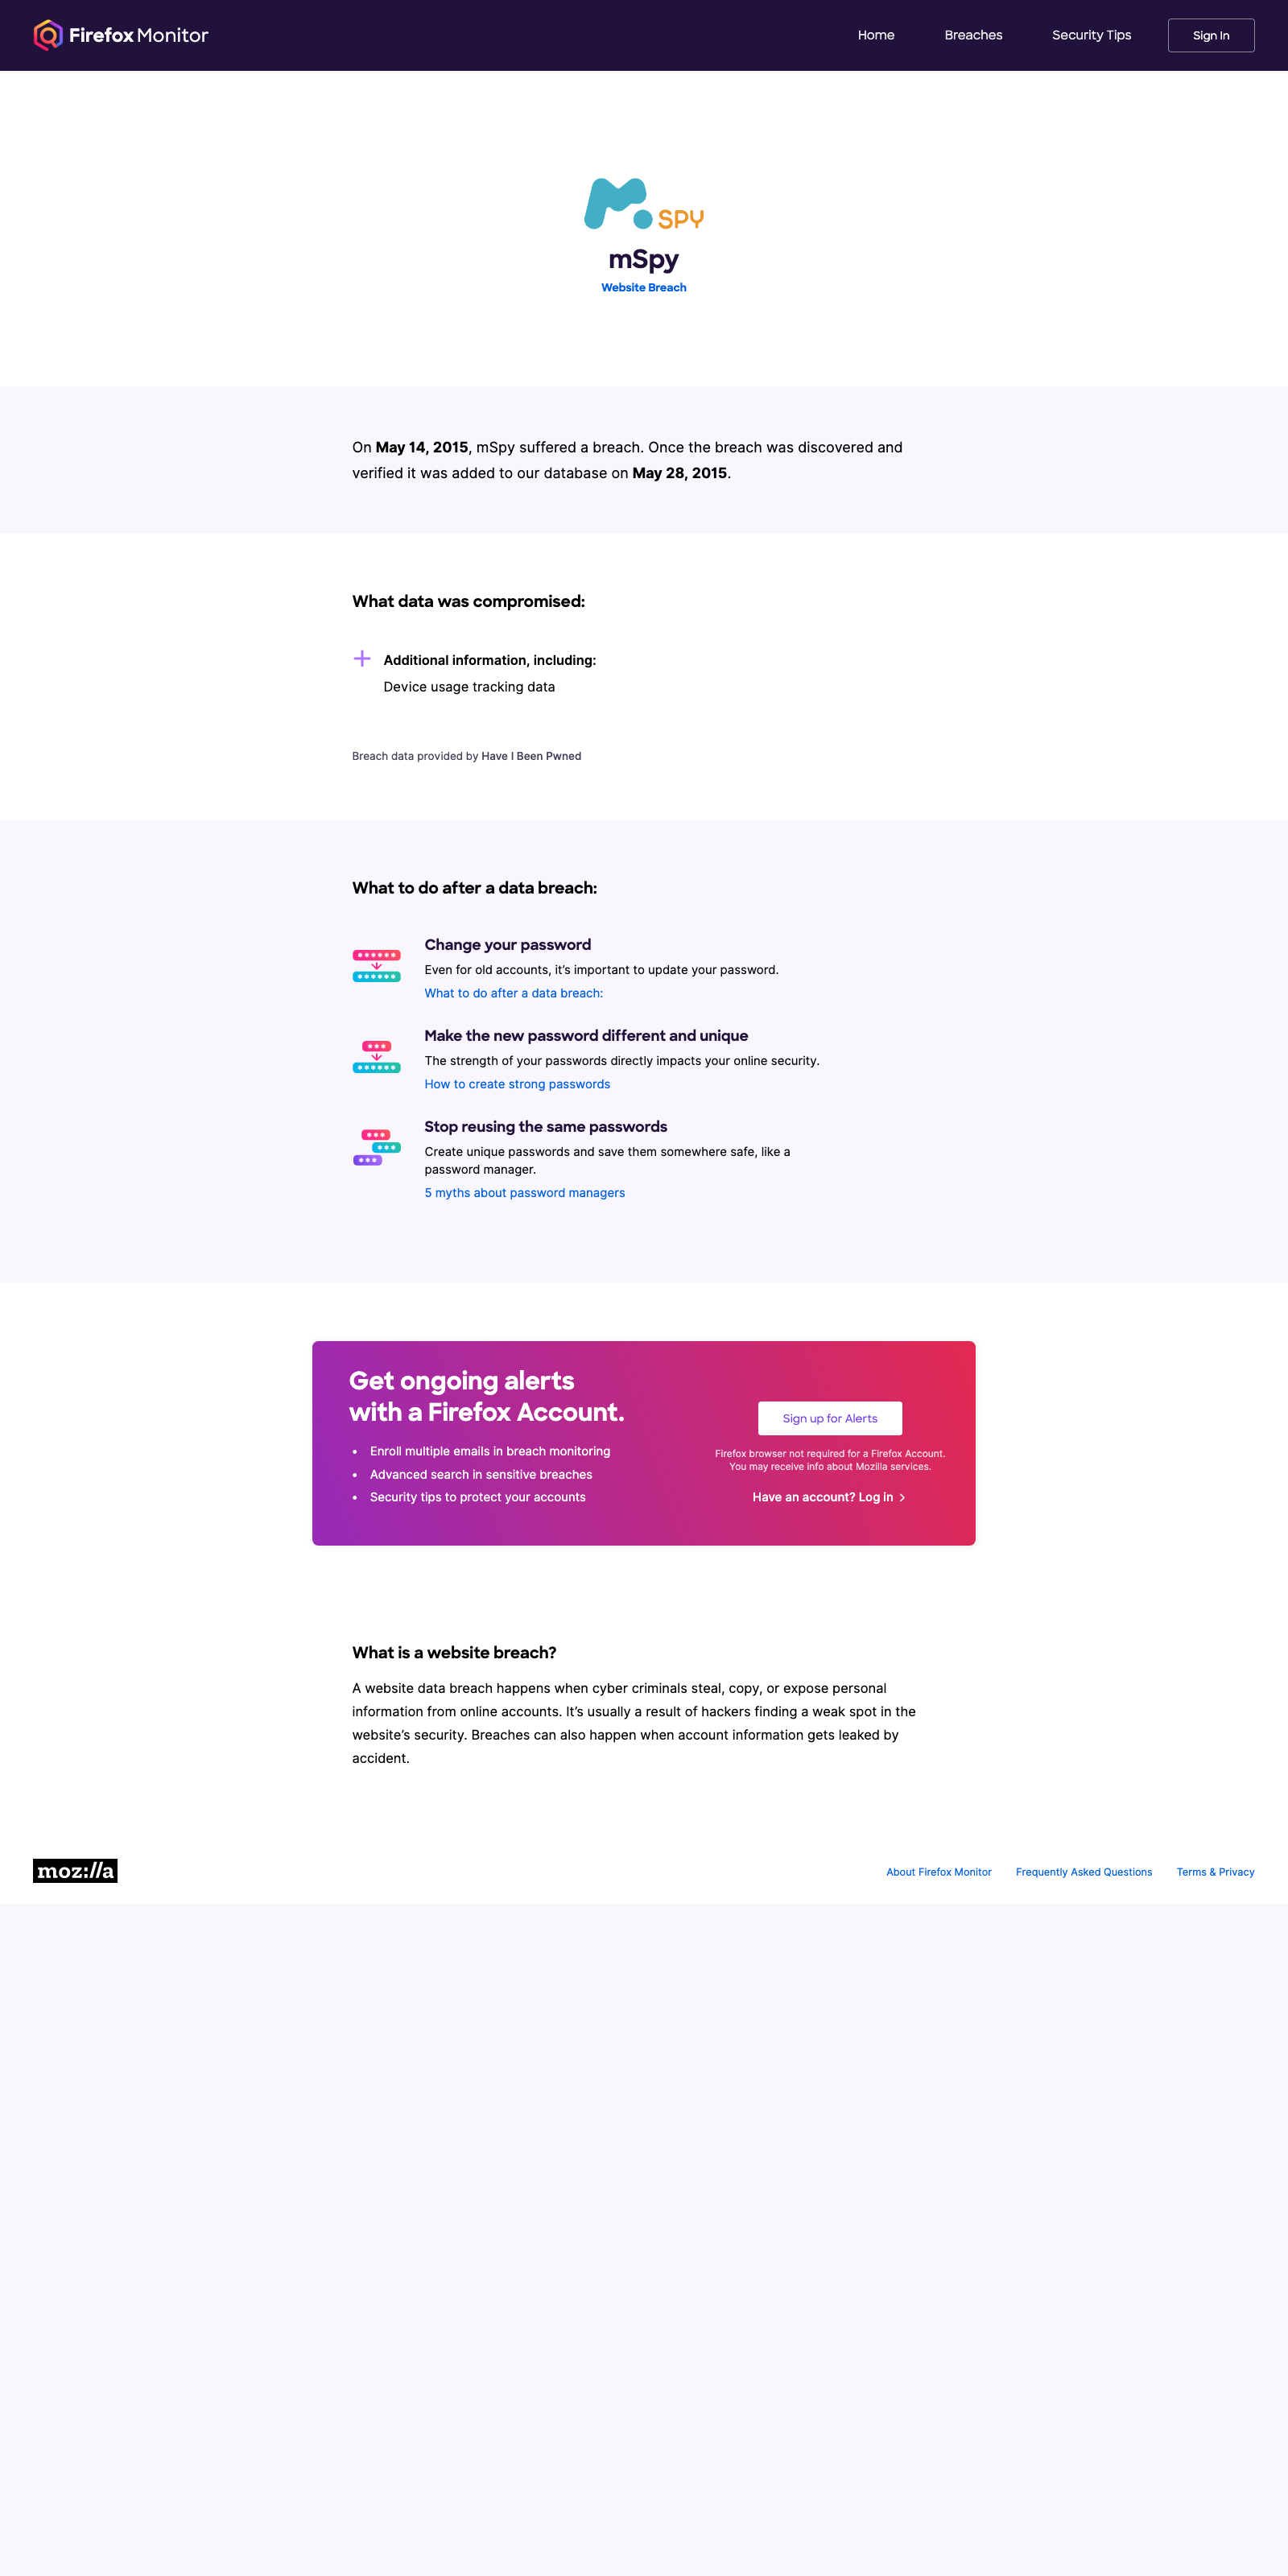 Firefox Monitor
Home
Breaches
Security Tips
Sign In
SPY
mSpy
Website Breach
On May 14, 2015, mSpy suffered a breach. Once the breach was discovered and
verified it was added to our database on May 28, 2015.
What data was compromised:
Additional information, including:
Device usage tracking data
Breach data provided by Have I Been Pwned
What to do after a data breach:
Change your password
Even for old accounts, it’s important to update your password.
What to do after a data breach:
Make the new password different and unique
The strength of your passwords directly impacts your online security.
How to create strong passwords
Stop reusing the same passwords
Create unique passwords and save them somewhere safe, like a
password manager.
5 myths about password managers
Get ongoing alerts
with a Firefox Account.
• Enroll multiple emails in breach monitoring
• Advanced search in sensitive breaches
• Security tips to protect your accounts
Sign up for Alerts
Firefox browser not required for a Firefox Account.
You may receive info about Mozilla services.
Have an account? Log in
What is a website breach?
A website data breach happens when cyber criminals steal, copy, or expose personal
information from online accounts. It’s usually a result of hackers finding a weak spot in the
website’s security. Breaches can also happen when account information gets leaked by
accident.
moz://a
About Firefox Monitor
Frequently Asked Questions
Terms & Privacy